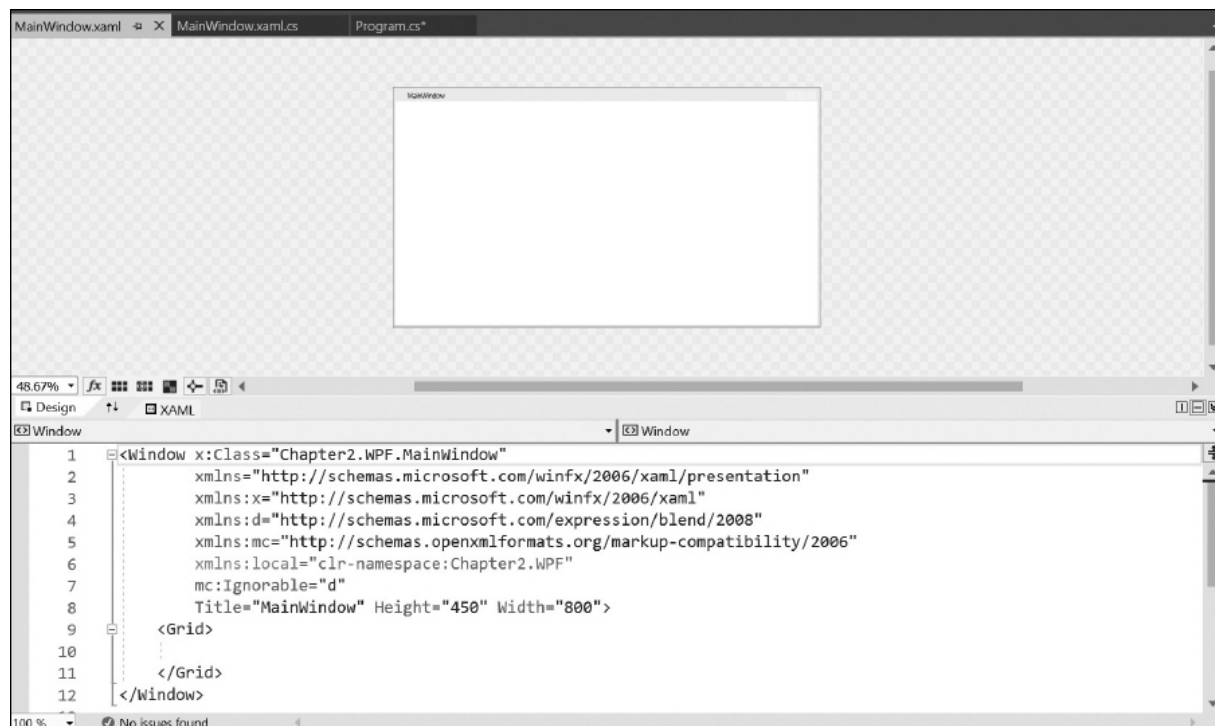 MainWindow.xaml MainWindow.xaml.cs Program.cs*
MainWindow
48.67% fx
Design XAML
Window Window
1 <Window x:Class="Chapter2.WPF.MainWindow"
2 xmlns="http://schemas.microsoft.com/winfx/2006/xaml/presentation"
3 xmlns:x="http://schemas.microsoft.com/winfx/2006/xaml"
4 xmlns:d="http://schemas.microsoft.com/expression/blend/2008"
5 xmlns:mc="http://schemas.openxmlformats.org/markup-compatibility/2006"
6 xmlns:local="clr-namespace:Chapter2.WPF"
7 mc:Ignorable="d"
8 Title="MainWindow" Height="450" Width="800">
9 <Grid>
10
11 </Grid>
12 </Window>
100 % No issues found